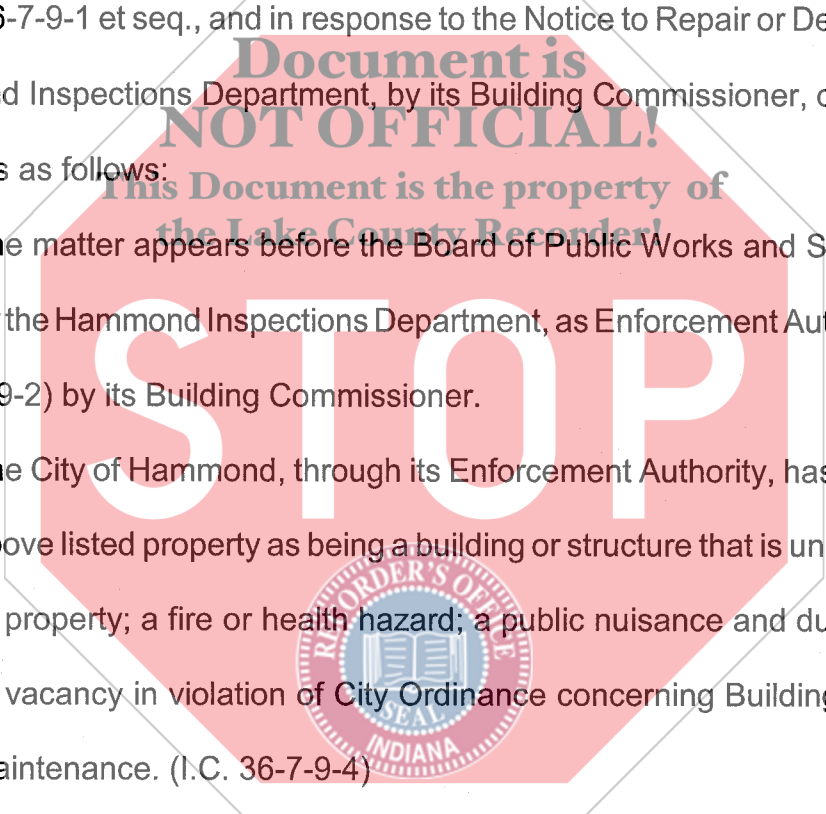 6-7-9-1 et seq., and in response to the Notice to Repair or De
Document is
d Inspections Department, by its Building Commissioner,
NOT OFFICIAL!
s as follows:
This Document is the property of
the Lake County Recorder!
e matter appears before the Board of Public Works and S
the Hammond Inspections Department, as Enforcement Aut
STOP
9-2) by its Building Commissioner.
e City of Hammond, through its Enforcement Authority, has
ove listed property as being a building or structure that is un
RECORDER'S OFFICE
property; a fire or health hazard; a public nuisance and du
vacancy in violation of City Ordinance concerning Building
SEAL
INDIANA
aintenance. (I.C. 36-7-9-4)